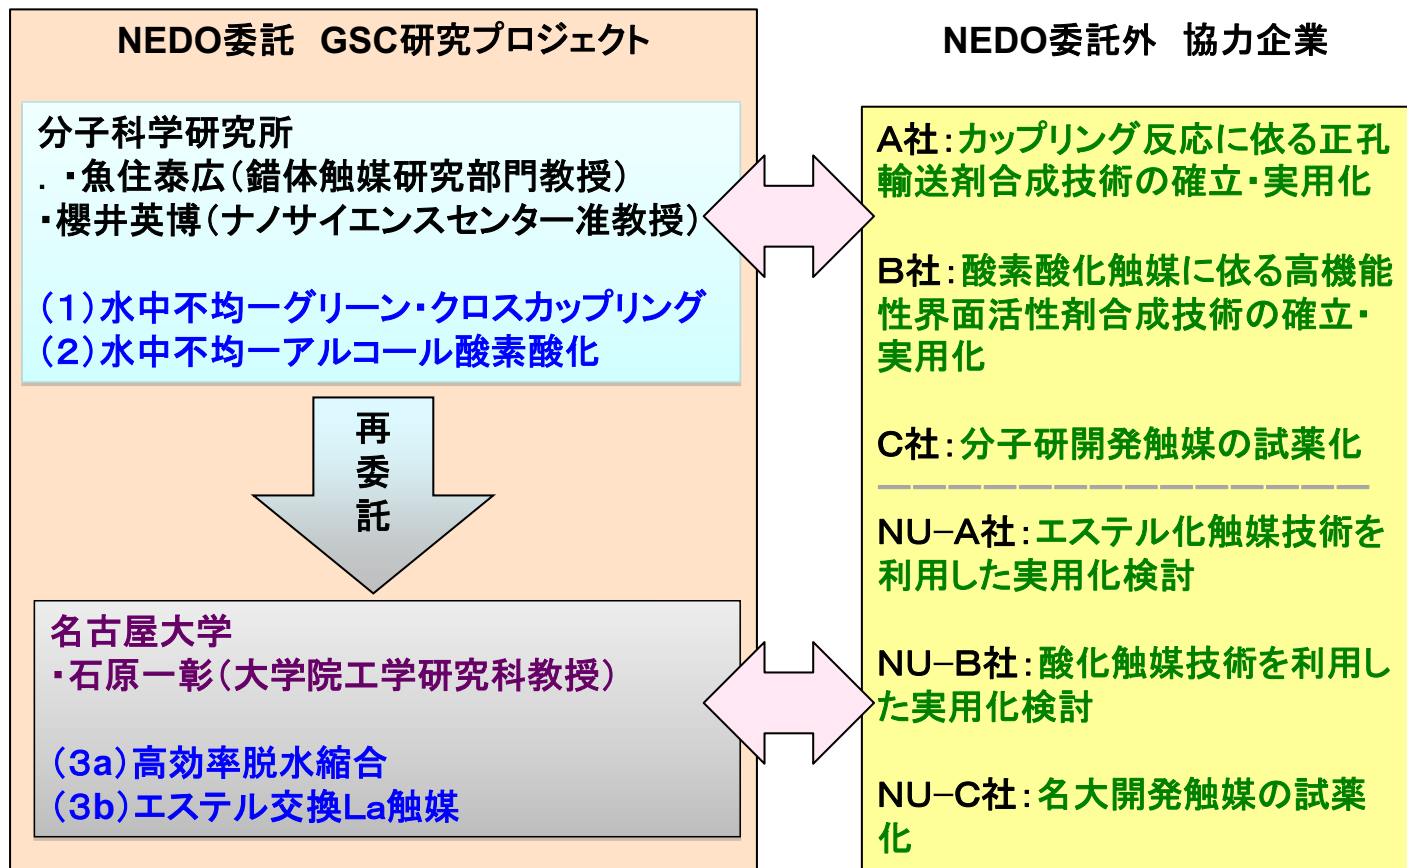 NEDO委託 GSC研究プロジェクト
分子科学研究所
. ・魚住泰広(錯体触媒研究部門教授)
・櫻井英博(ナノサイエンスセンター准教授)
(1)水中不均一グリーン・クロスカップリング
(2)水中不均一アルコール酸素酸化
再
委
託
名古屋大学
・石原一彰(大学院工学研究科教授)
(3a)高効率脱水縮合
(3b)エステル交換La触媒
NEDO委託外 協力企業
A社:カップリング反応に依る正孔
輸送剤合成技術の確立・実用化
B社:酸素酸化触媒に依る高機能
性界面活性剤合成技術の確立・
実用化
C社:分子研開発触媒の試薬化
NU−A社:エステル化触媒技術を
利用した実用化検討
NU−B社:酸化触媒技術を利用し
た実用化検討
NU−C社:名大開発触媒の試薬
化